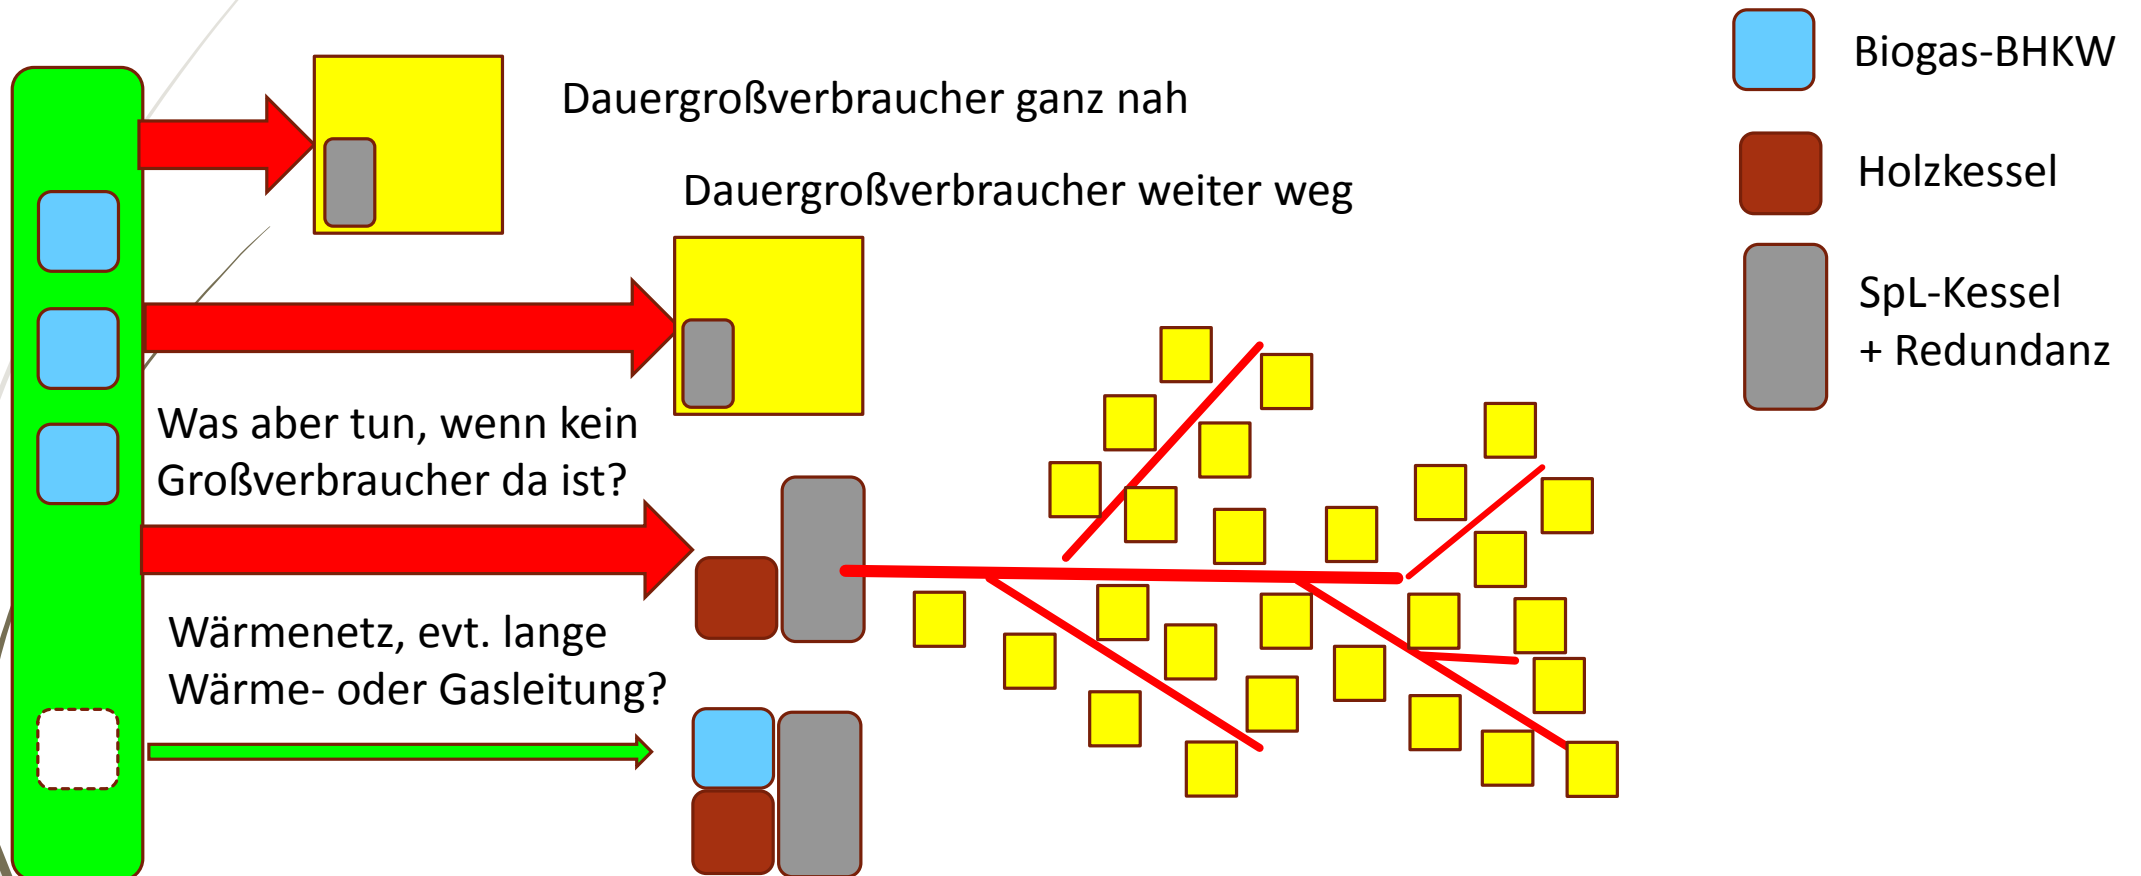 Dauergroßverbraucher ganz nah
Dauergroßverbraucher weiter weg
Was aber tun, wenn kein
Großverbraucher da ist?
Wärmenetz, evt. lange
Wärme- oder Gasleitung?
Biogas-BHKW
Holzkessel
SpL-Kessel
+ Redundanz